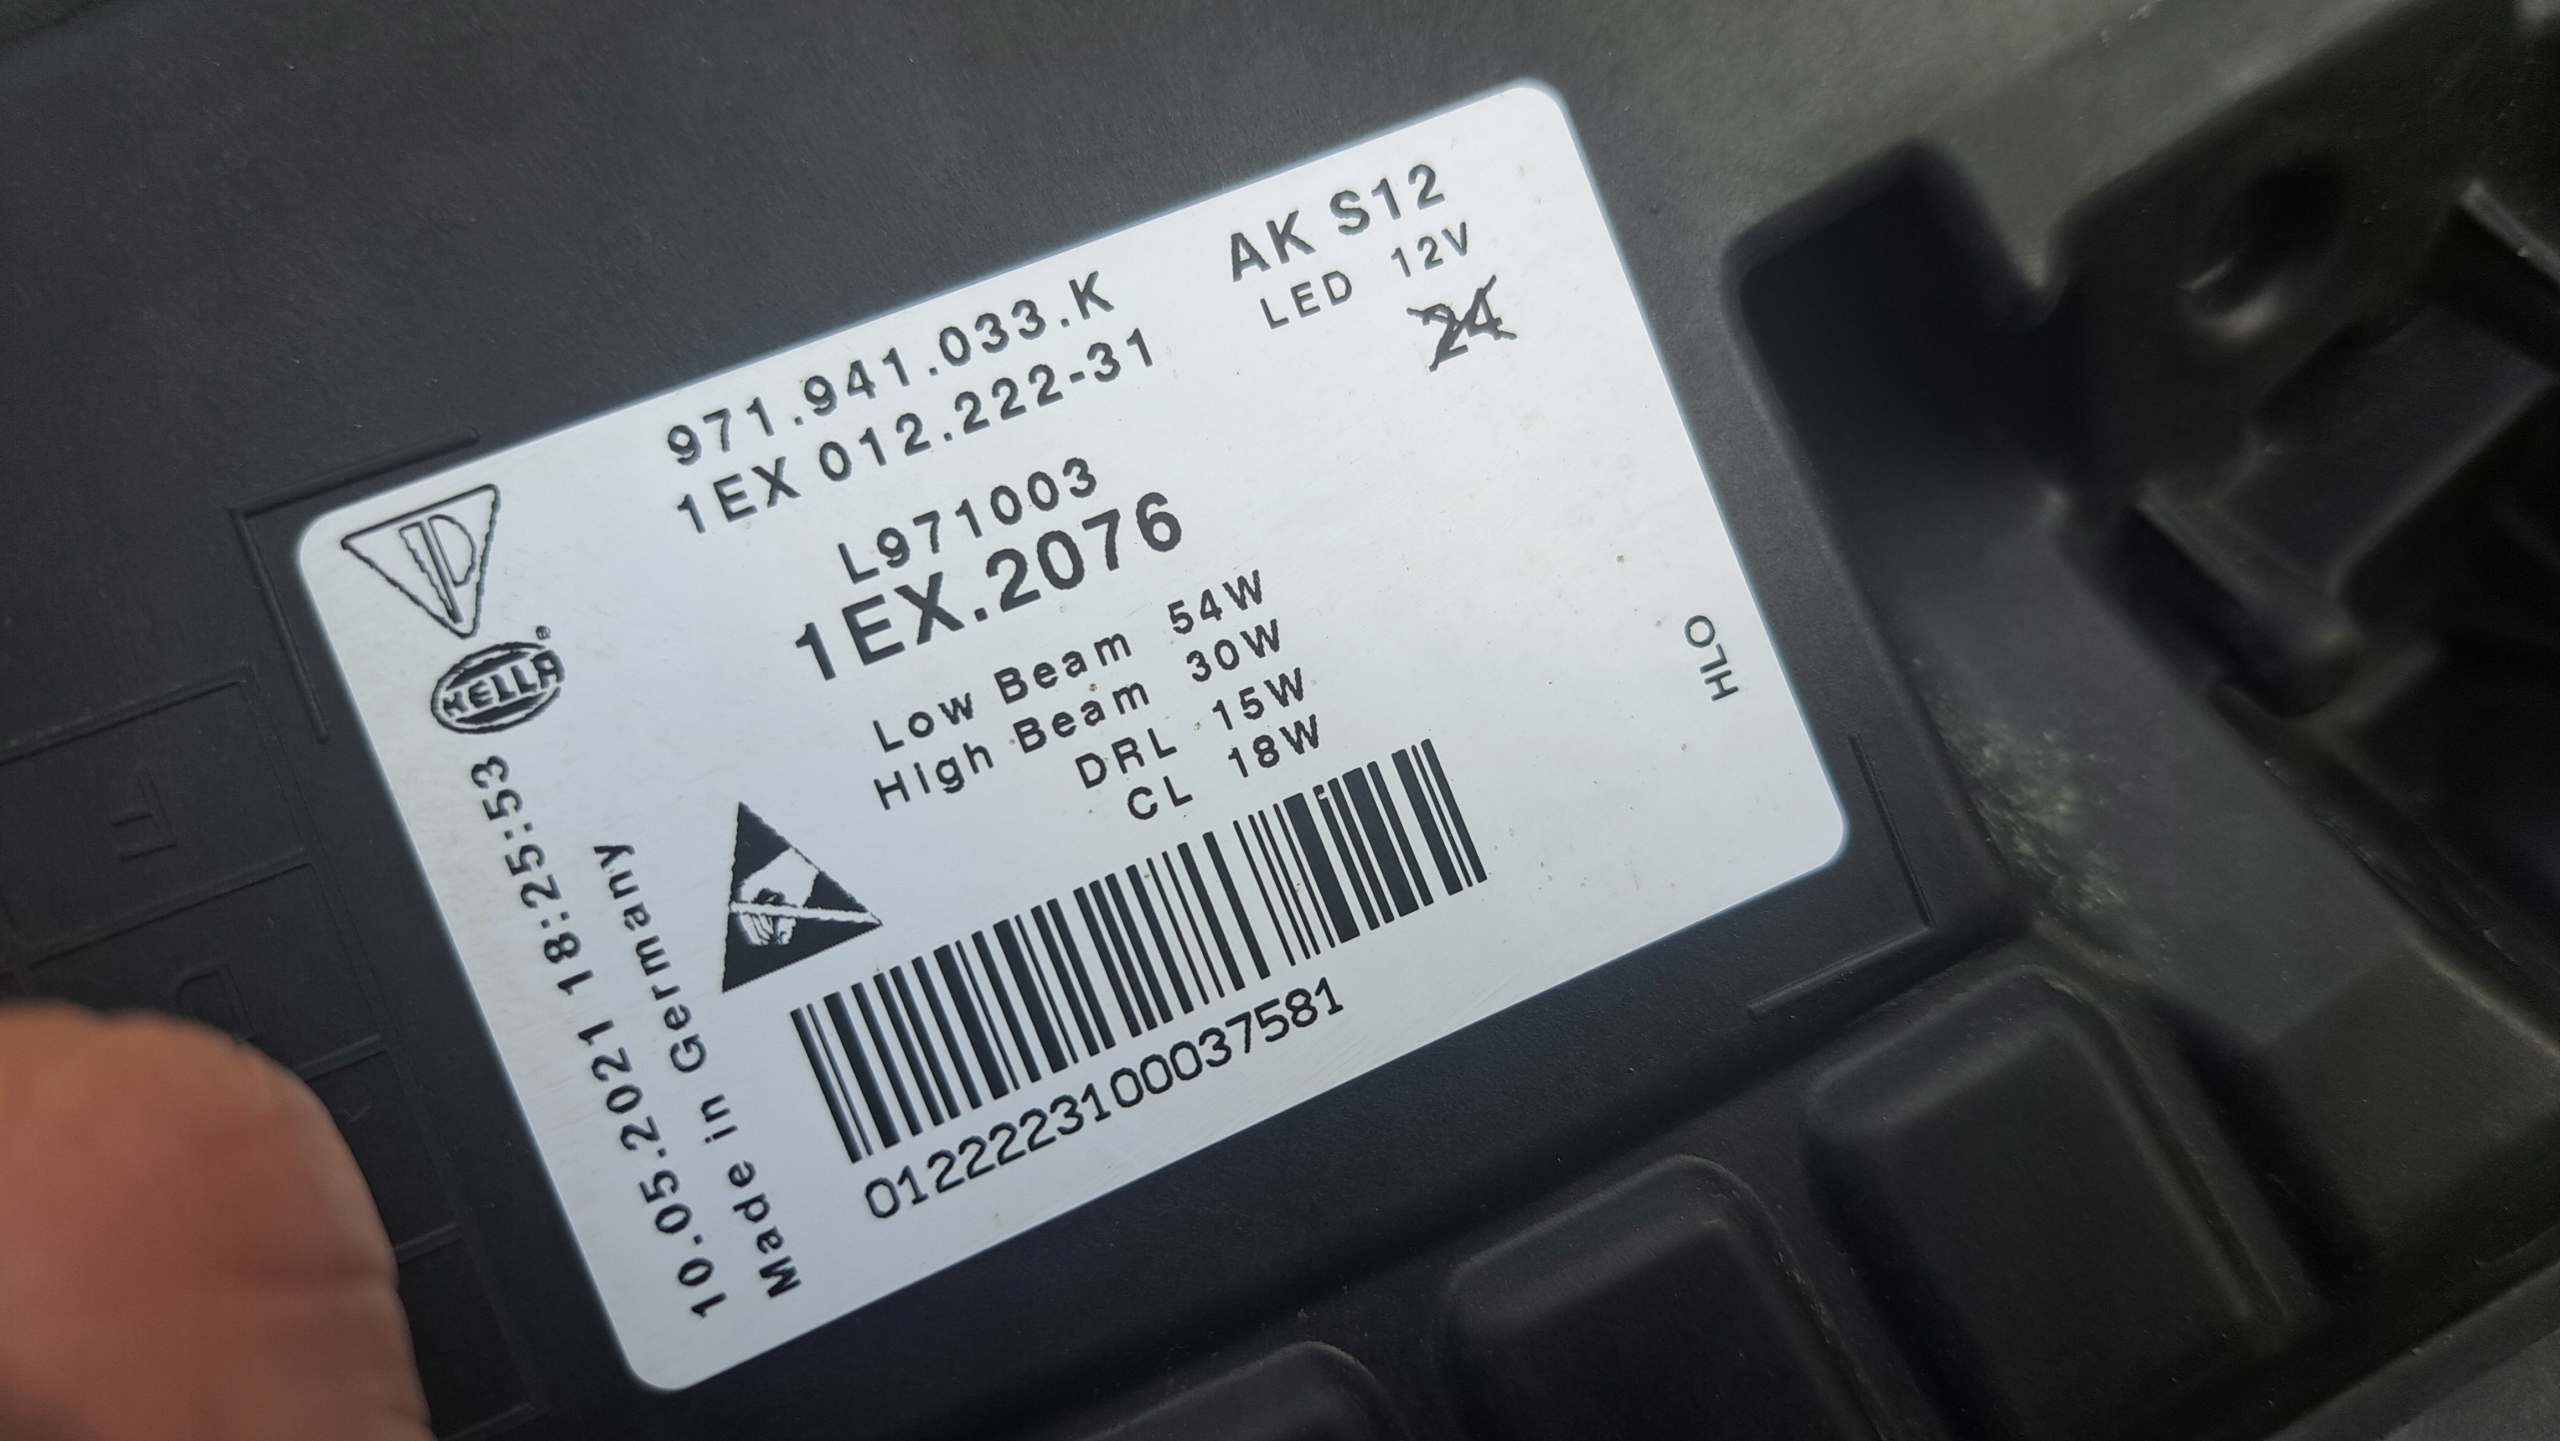 971.941.033.K
1EX 012.222-31
AK S12
LED 12V
24
L971003
1EX.2076
Low Beam 54W
High Beam 30W
DRL 15W
CL 18W
HELLA®
10.05.2021 18:25:53
Made in Germany
HLO
0122223100037581
F